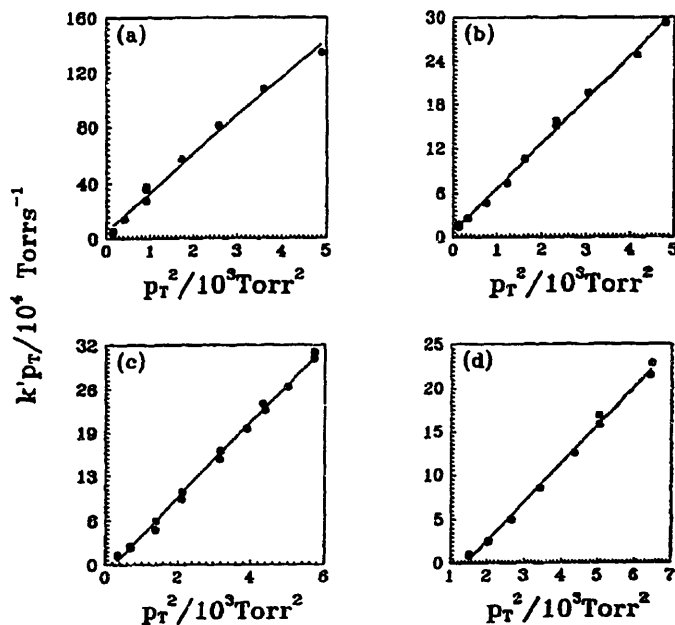 (a)
160
120
80
40
0
0 1 2 3 4 5
p_T^2/10^3Torr^2
(b)
30
24
18
12
6
0
0 1 2 3 4 5
p_T^2/10^3Torr^2
k'p_T/10^4 Torrs^-1
(c)
32
26
19
13
6
0
0 2 4 6
p_T^2/10^3Torr^2
(d)
25
20
15
10
5
0
1 2 3 4 5 6 7
p_T^2/10^3Torr^2